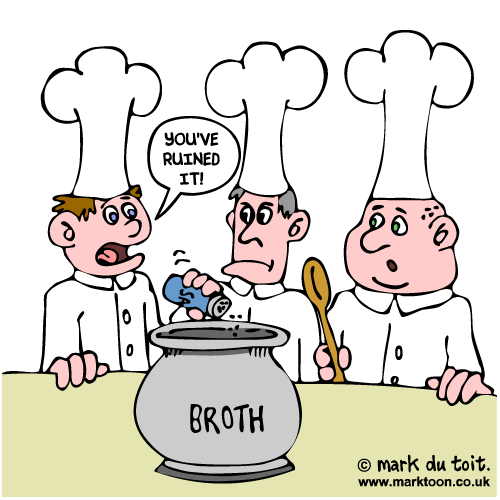 YOU'VE
RUINED
IT!
S
BROTH
© mark du toit.
www.marktoon.co.uk